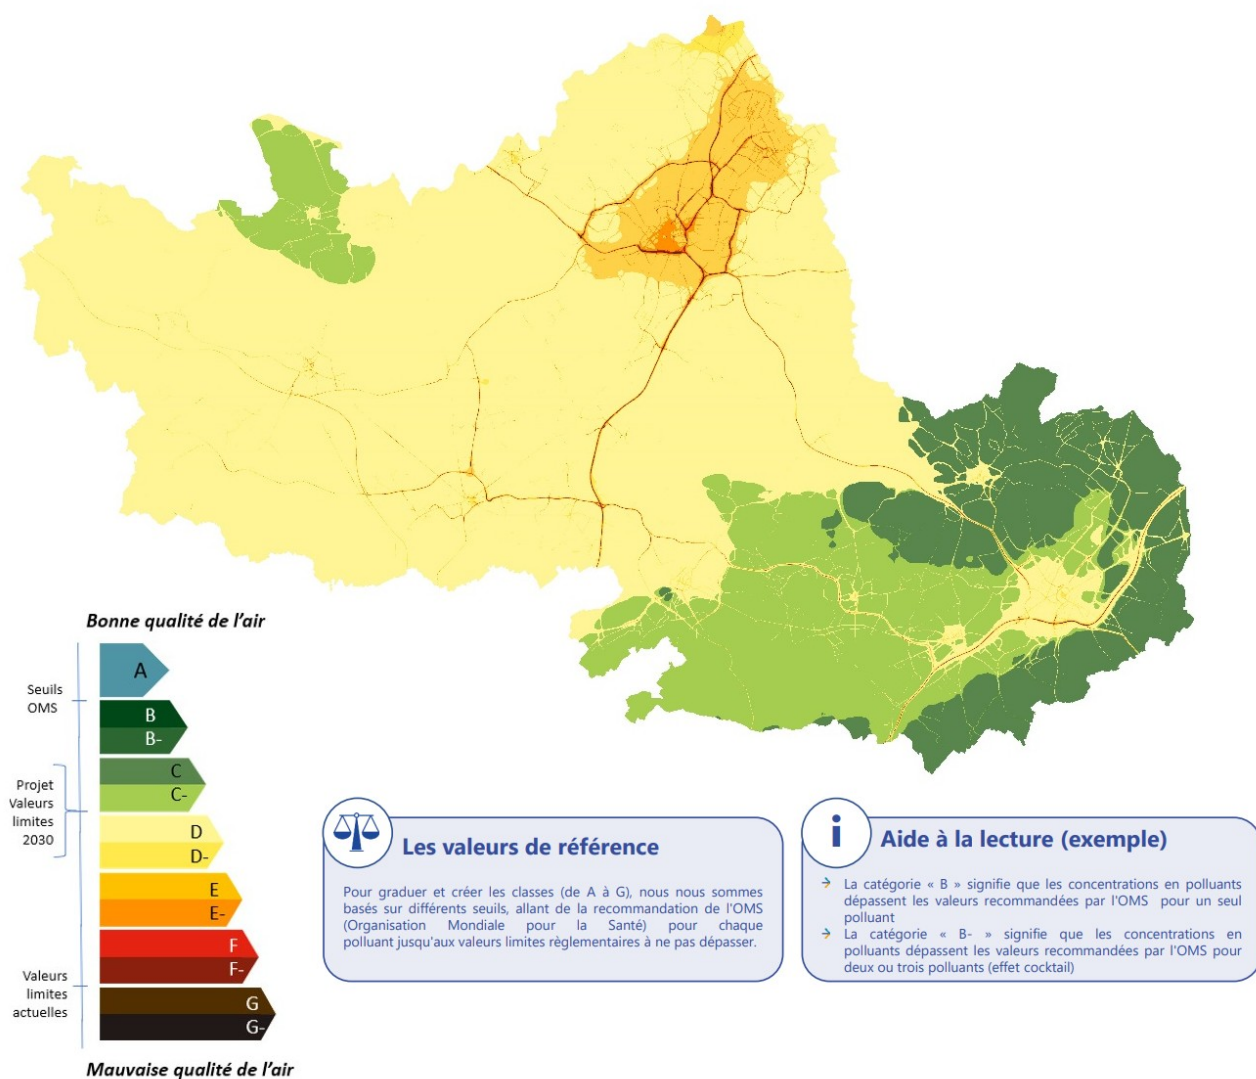 Bonne qualité de l’air
Seuils
OMS
A
B
B-
Projet
Valeurs
limites
2030
C
C-
D
D-
E
E-
F
F-
Valeurs
limites
actuelles
G
G-
Mauvaise qualité de l’air
Les valeurs de référence
Pour graduer et créer les classes (de A à G), nous nous sommes
basés sur différents seuils, allant de la recommandation de l'OMS
(Organisation Mondiale pour la Santé) pour chaque
polluant jusqu'aux valeurs limites règlementaires à ne pas dépasser.
i
Aide à la lecture (exemple)
La catégorie « B » signifie que les concentrations en polluants
dépassent les valeurs recommandées par l'OMS pour un seul
polluant
La catégorie « B- » signifie que les concentrations en
polluants dépassent les valeurs recommandées par l'OMS pour
deux ou trois polluants (effet cocktail)